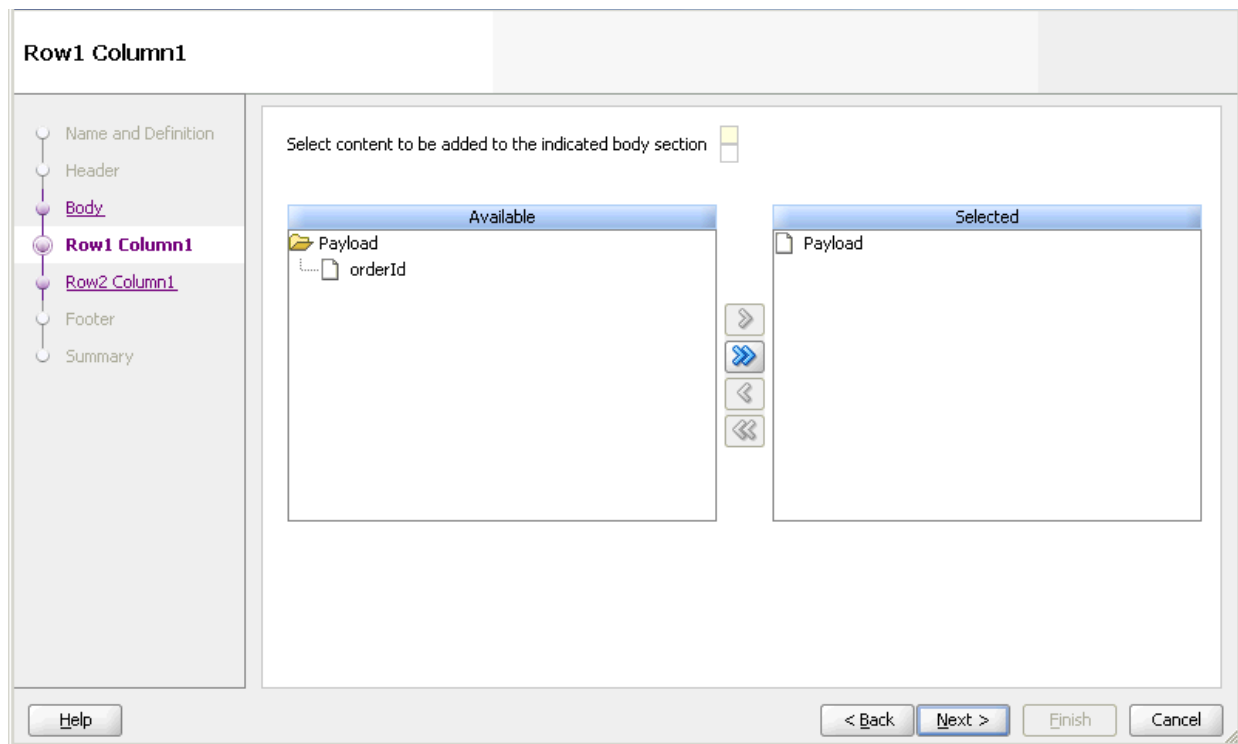 Row1 Column1
Name and Definition
Header
Body
Row1 Column1
Row2 Column1
Footer
Summary
Select content to be added to the indicated body section
Available
Payload
orderId
Selected
Payload
Help
< Back
Next >
Finish
Cancel